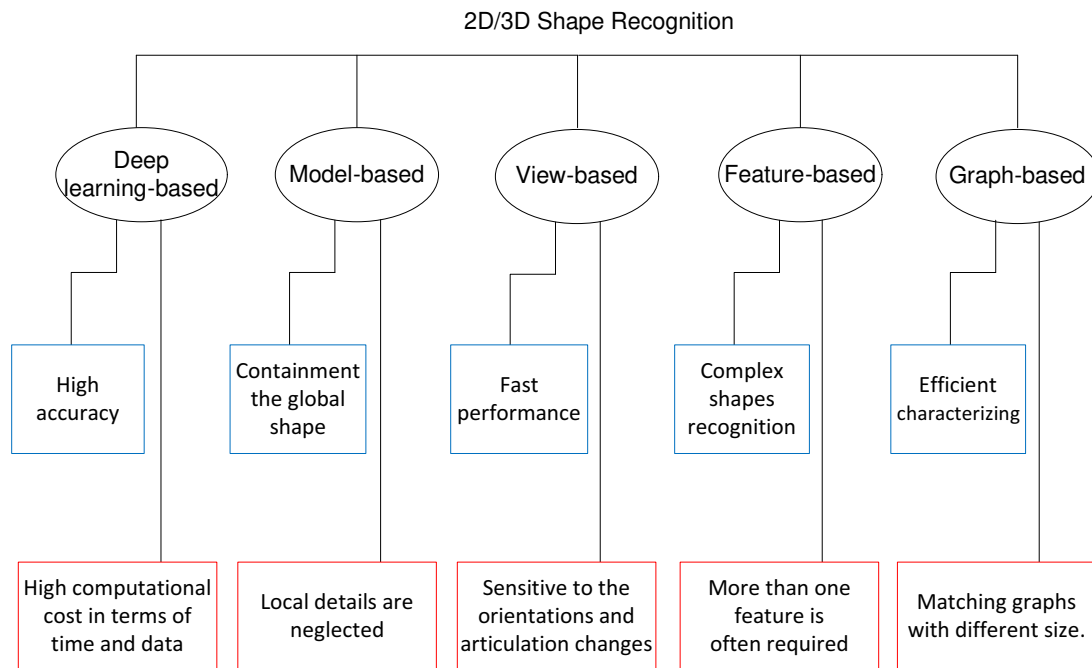 2D/3D Shape Recognition
Deep
learning-based
Model-based
View-based
Feature-based
Graph-based
High
accuracy
Containment
the global
shape
Fast
performance
Complex
shapes
recognition
Efficient
characterizing
High computational
cost in terms of
time and data
Local details are
neglected
Sensitive to the
orientations and
articulation changes
More than one
feature is
often required
Matching graphs
with different size.